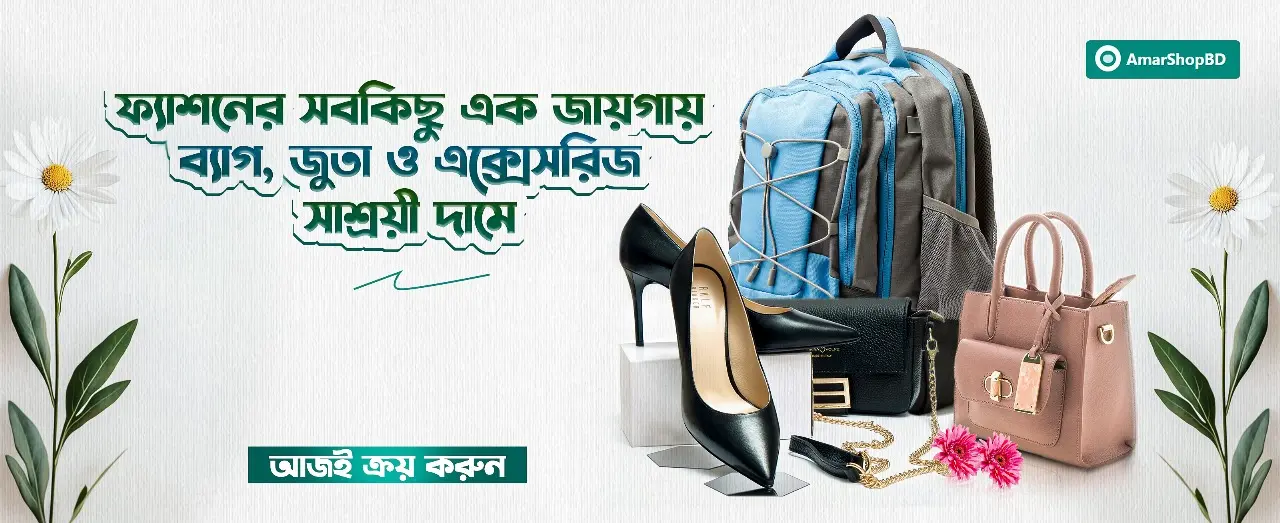 AmarShopBD
ফ্যাশনের সবকিছু এক জায়গায়
ব্যাগ, জুতা ও এক্সেসরিজ
সাশ্রয়ী দামে
আজই ক্রয় করুন